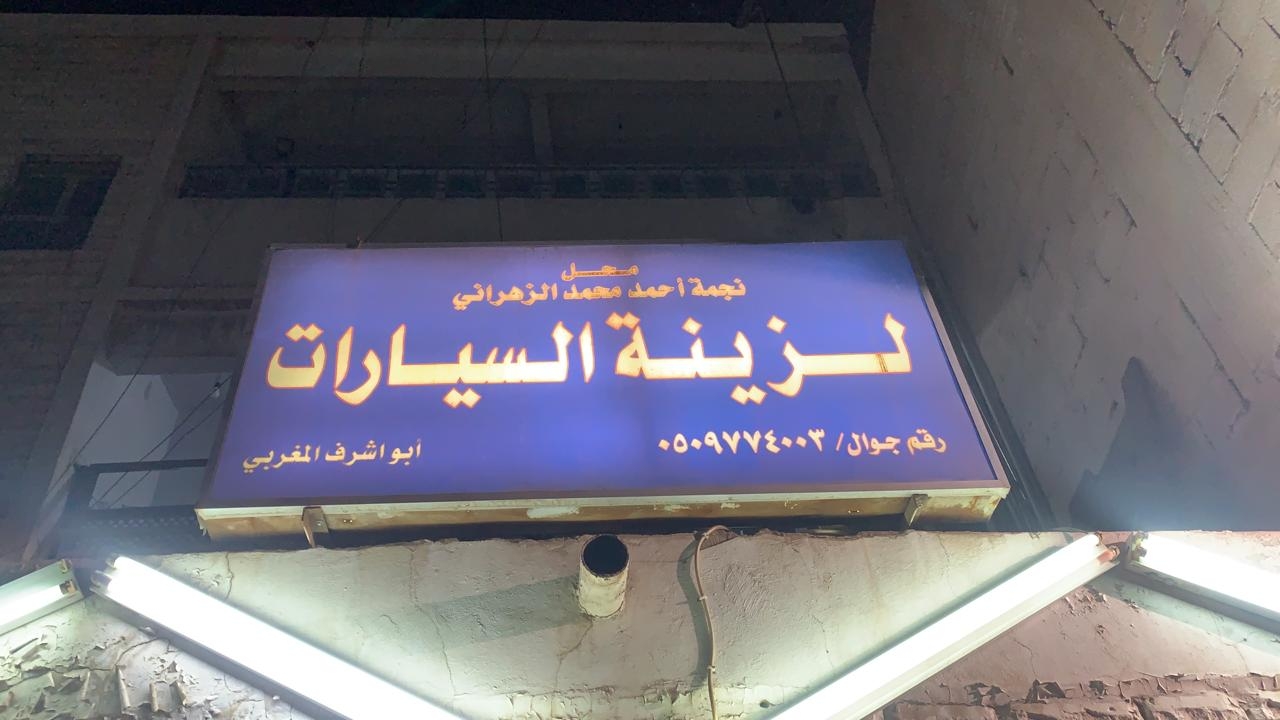 محل
نجمة أحمد محمد الزهراني
لزينة السيارات
رقم جوال/ ٠٥٠٩٧٧٤٠٠٣
أبو اشرف المغربي